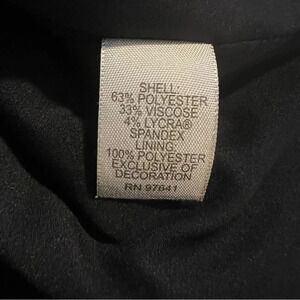 SHELL:
63% POLYESTER
33% VISCOSE
4% LYCRA®
SPANDEX
LINING:
100% POLYESTER
EXCLUSIVE OF
DECORATION
RN 97641